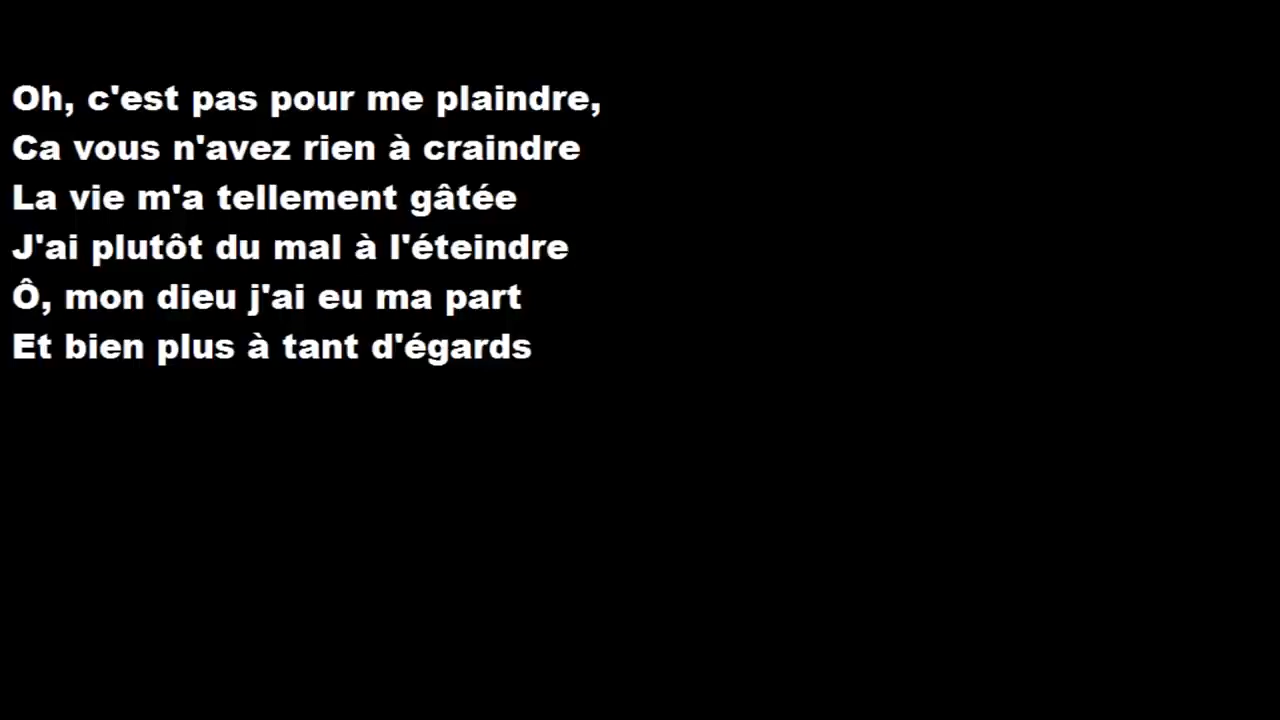 Oh, c'est pas pour me plaindre,
Ca vous n'avez rien à craindre
La vie m'a tellement gâtée
J'ai plutôt du mal à l'éteindre
Ô, mon dieu j'ai eu ma part
Et bien plus à tant d'égards